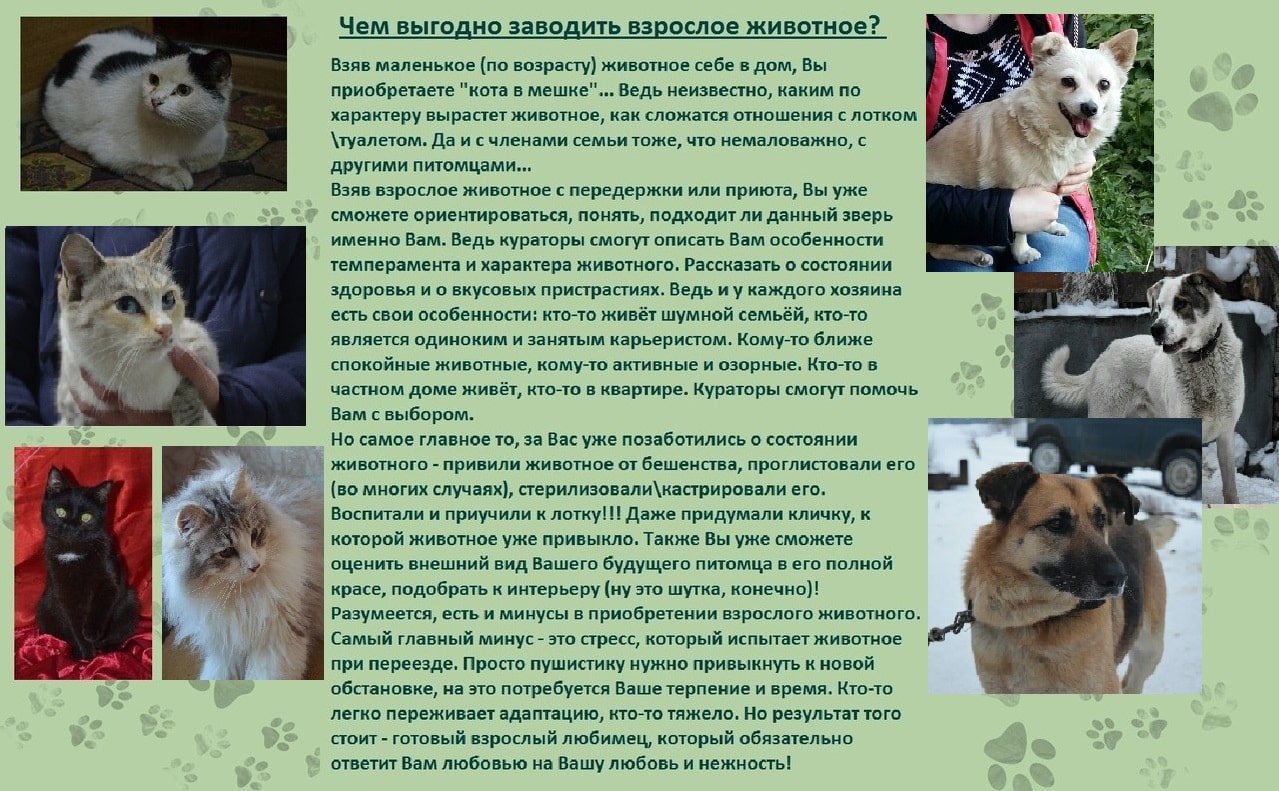 Чем выгодно заводить взрослое животное?
Взяв маленькое (по возрасту) животное себе в дом, Вы
приобретаете "кота в мешке"... Ведь неизвестно, каким по
характеру вырастет животное, как сложатся отношения с лотком
\туалетом. Да и с членами семьи тоже, что немаловажно, с
другими питомцами...
Взяв взрослое животное с передержки или приюта, Вы уже
сможете ориентироваться, понять, подходит ли данный зверь
именно Вам. Ведь кураторы смогут описать Вам особенности
темперамента и характера животного. Рассказать о состоянии
здоровья и о вкусовых пристрастиях. Ведь и у каждого хозяина
есть свои особенности: кто-то живёт шумной семьёй, кто-то
является одиноким и занятым карьеристом. Кому-то ближе
спокойные животные, кому-то активные и озорные. Кто-то в
частном доме живёт, кто-то в квартире. Кураторы смогут помочь
Вам с выбором.
Но самое главное то, за Вас уже позаботились о состоянии
животного - привили животное от бешенства, проглистовали его
(во многих случаях), стерилизовали\кастрировали его.
Воспитали и приучили к лотку!!! Даже придумали кличку, к
которой животное уже привыкло. Также Вы уже сможете
оценить внешний вид Вашего будущего питомца в его полной
красе, подобрать к интерьеру (ну это шутка, конечно)!
Разумеется, есть и минусы в приобретении взрослого животного.
Самый главный минус - это стресс, который испытает животное
при переезде. Просто пушистику нужно привыкнуть к новой
обстановке, на это потребуется Ваше терпение и время. Кто-то
легко переживает адаптацию, кто-то тяжело. Но результат того
стоит - готовый взрослый любимец, который обязательно
ответит Вам любовью на Вашу любовь и нежность!